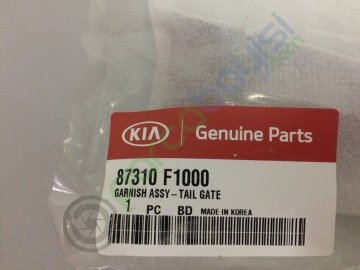 KIA Genuine Parts
87310 F1000
GARNISH ASSY-TAIL GATE
1 PC BD MADE IN KOREA